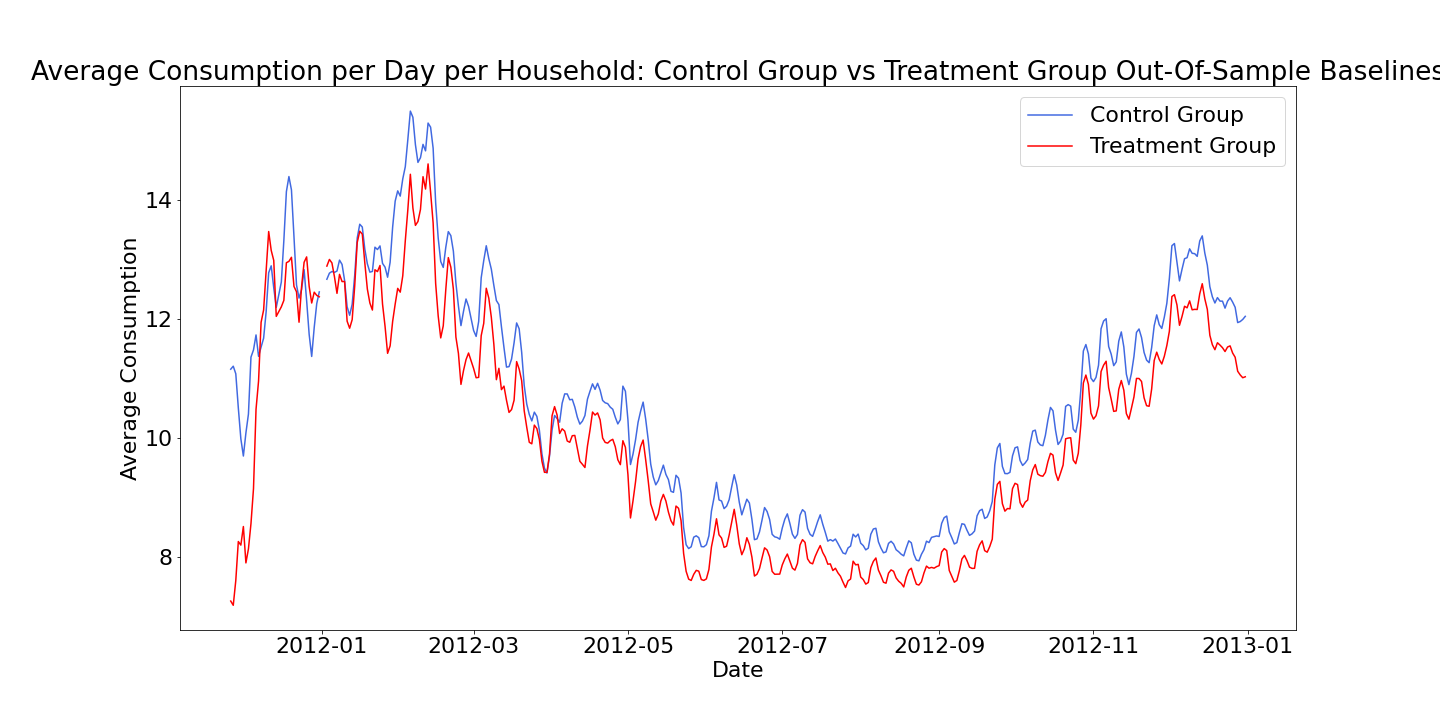 Average Consumption per Day per Household: Control Group vs Treatment Group Out-Of-Sample Baselines
Control Group
Treatment Group
14
12
10
8
Average Consumption
2012-01 2012-03 2012-05 2012-07 2012-09 2012-11 2013-01
Date